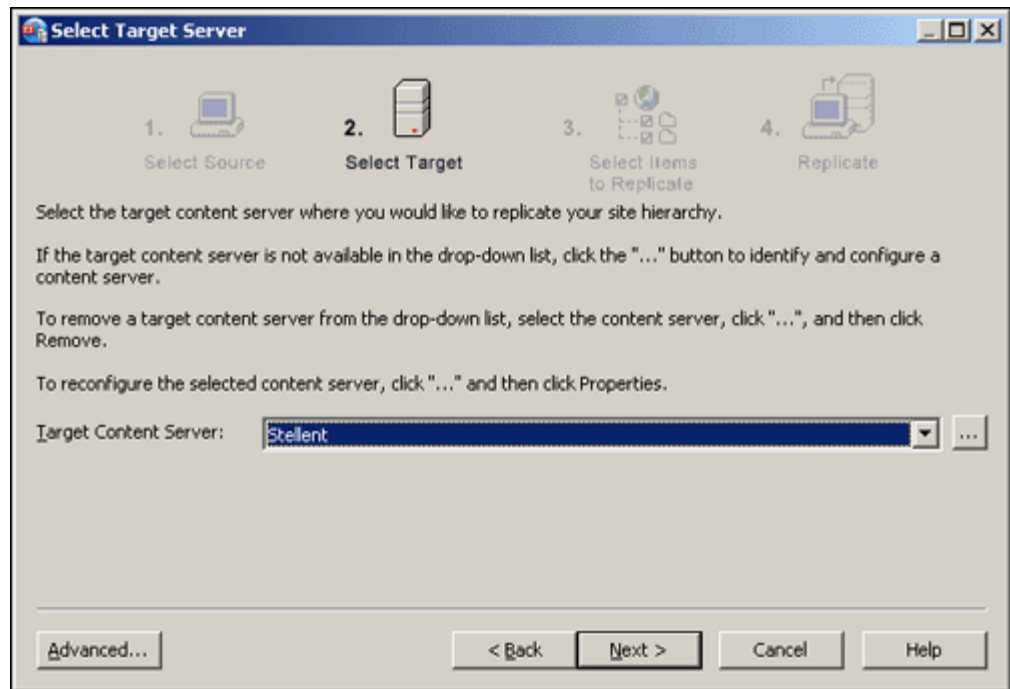 Select Target Server
1.
2.
3.
4.
Select Source
Select Target
Select Items
to Replicate
Replicate
Select the target content server where you would like to replicate your site hierarchy.
If the target content server is not available in the drop-down list, click the "..." button to identify and configure a
content server.
To remove a target content server from the drop-down list, select the content server, click "...", and then click
Remove.
To reconfigure the selected content server, click "..." and then click Properties.
Target Content Server:
Stellent
...
Advanced...
< Back
Next >
Cancel
Help